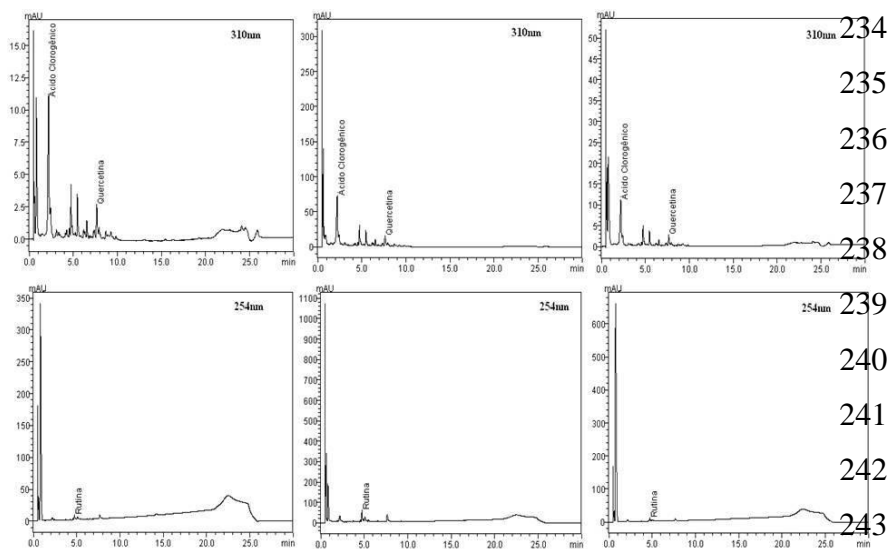 mAU
310nm
Acido Clorogênico
Quercetina
15.0
12.5
10.0
7.5
5.0
2.5
0.0
0.0 5.0 10.0 15.0 20.0 25.0 min
mAU
310nm
Acido Clorogênico
Quercetina
300
250
200
150
100
50
0
0.0 5.0 10.0 15.0 20.0 25.0 min
mAU
310nm
Acido Clorogênico
Quercetina
50
45
40
35
30
25
20
15
10
5
0
0.0 5.0 10.0 15.0 20.0 25.0 min
mAU
254nm
Rutina
350
300
250
200
150
100
50
0
0.0 5.0 10.0 15.0 20.0 25.0 min
mAU
254nm
Rutina
1100
1000
900
800
700
600
500
400
300
200
100
0
0.0 5.0 10.0 15.0 20.0 25.0 min
mAU
254nm
Rutina
600
500
400
300
200
100
0
0.0 5.0 10.0 15.0 20.0 25.0 min
234
235
236
237
238
239
240
241
242
243